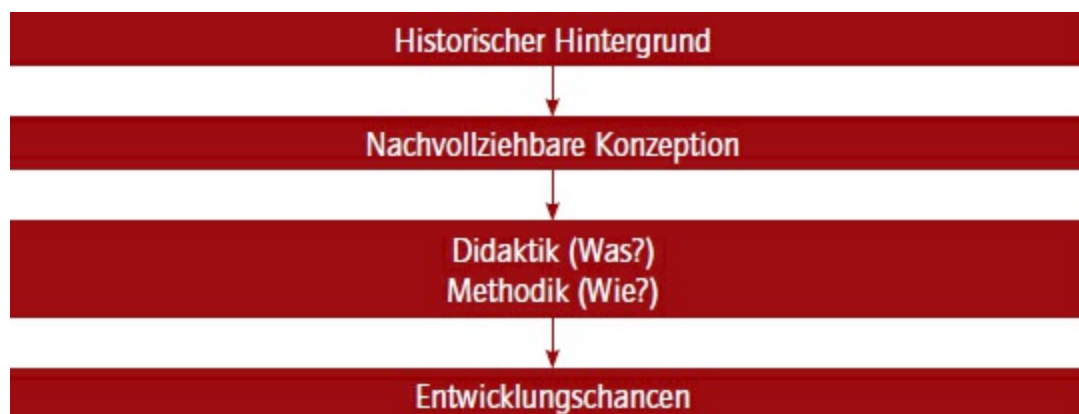 Historischer Hintergrund
Nachvollziehbare Konzeption
Didaktik (Was?)
Methodik (Wie?)
Entwicklungschancen